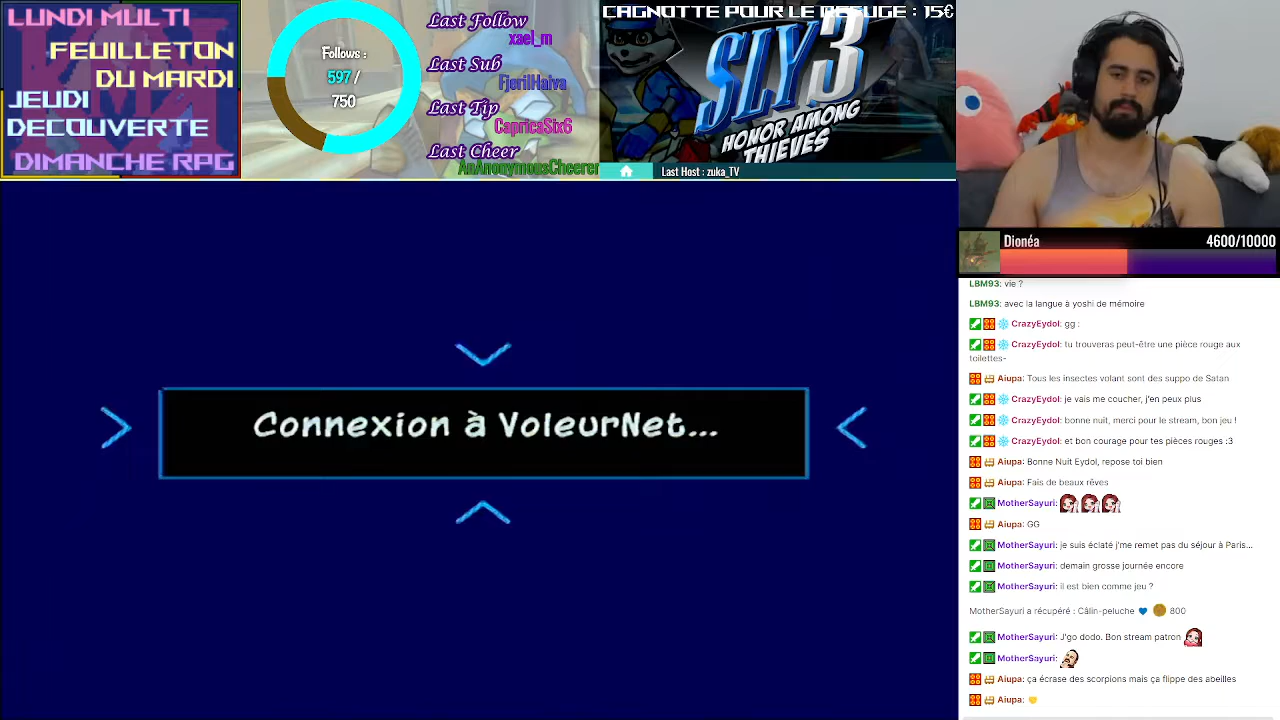 LUNDI MULTI
FEUILLETON
DU MARDI
JEUDI
DECOUVERTE
DIMANCHE RPG
Follows :
597 /
750
Last Follow
xael_m
Last Sub
FjorilHaiva
Last Tip
CapricaSix6
Last Cheer
AnAnonymousCheerer
CAGNOTTE POUR LE REFUGE : 15€
SLY 3
HONOR AMONG
THIEVES
Last Host : zuka_TV
Dionéa
4600/10000
Connexion à VoleurNet...
LBM93: vie ?
LBM93: avec la langue à yoshi de mémoire
CrazyEydol: gg :
CrazyEydol: tu trouveras peut-être une pièce rouge aux
toilettes-
Aiupa: Tous les insectes volant sont des suppo de Satan
CrazyEydol: je vais me coucher, j'en peux plus
CrazyEydol: bonne nuit, merci pour le stream, bon jeu !
CrazyEydol: et bon courage pour tes pièces rouges :3
Aiupa: Bonne Nuit Eydol, repose toi bien
Aiupa: Fais de beaux rêves
MotherSayuri:
Aiupa: GG
MotherSayuri: je suis éclaté j'me remet pas du séjour à Paris...
MotherSayuri: demain grosse journée encore
MotherSayuri: il est bien comme jeu ?
MotherSayuri a récupéré : Câlin-peluche 800
MotherSayuri: J'go dodo. Bon stream patron
MotherSayuri:
Aiupa: ça écrase des scorpions mais ça flippe des abeilles
Aiupa: